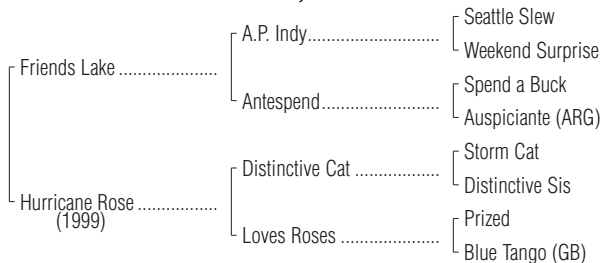 Seattle Slew
A.P. Indy..................................
Weekend Surprise
Friends Lake .........................
Spend a Buck
Antespend..............................
Auspiciante (ARG)
Storm Cat
Distinctive Cat .....................
Distinctive Sis
Hurricane Rose ....................
(1999)
Prized
Loves Roses .........................
Blue Tango (GB)